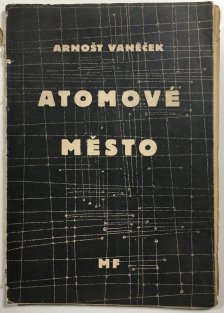 ARNOŠT VANĚČEK
ATOMOVÉ
MĚSTO
MF